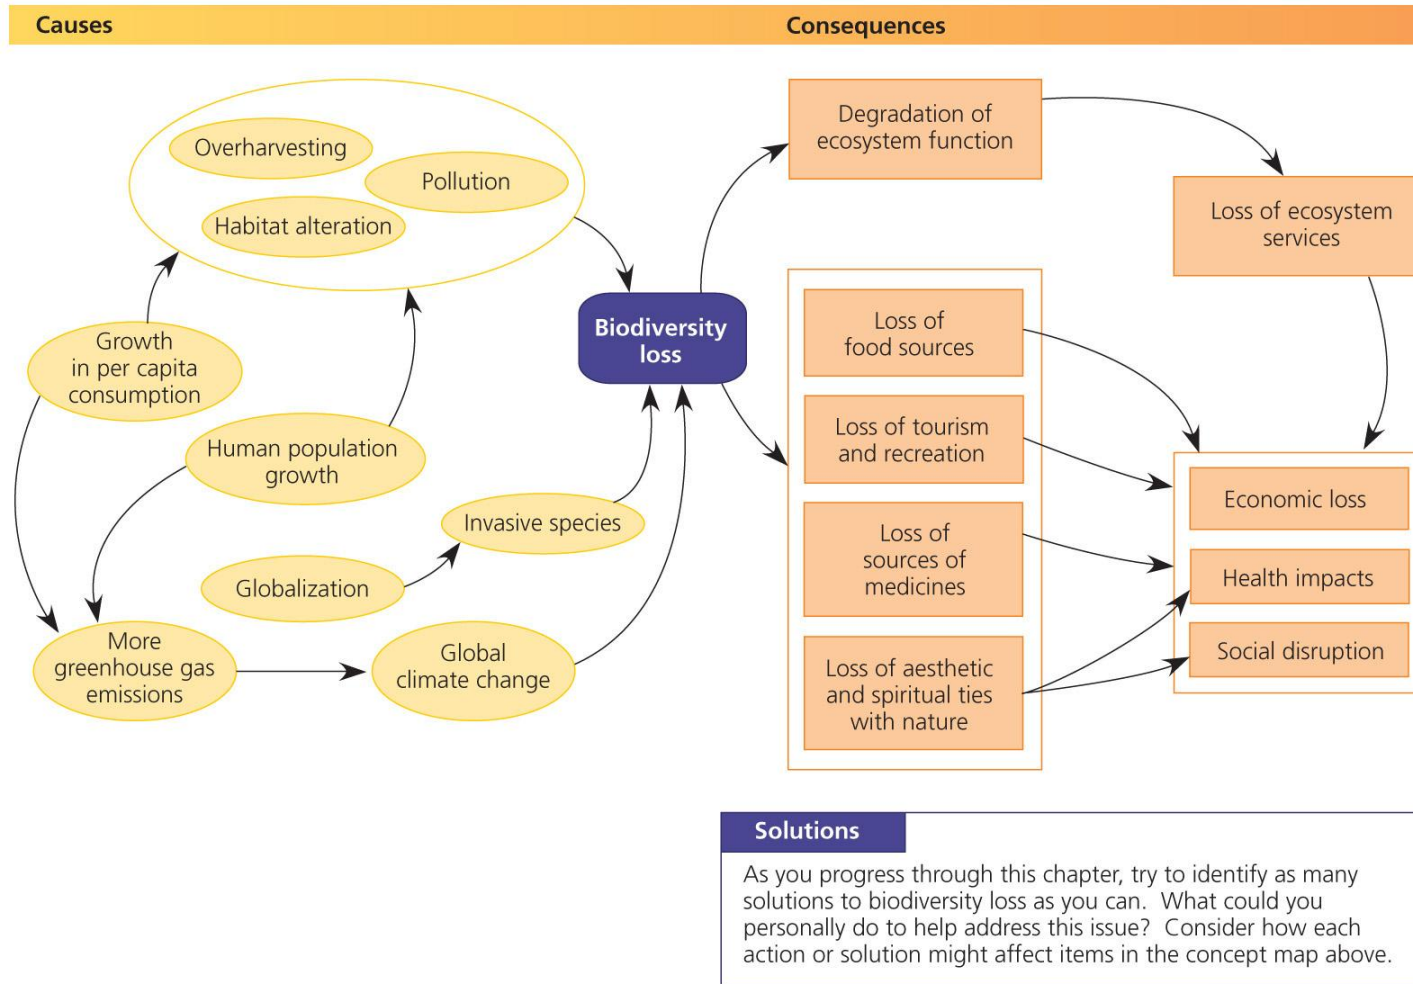 Causes
Consequences
Overharvesting
Pollution
Habitat alteration
Growth
in per capita
consumption
Human population
growth
Invasive species
Globalization
More
greenhouse gas
emissions
Global
climate change
Biodiversity
loss
Degradation of
ecosystem function
Loss of ecosystem
services
Loss of
food sources
Loss of tourism
and recreation
Loss of
sources of
medicines
Loss of aesthetic
and spiritual ties
with nature
Economic loss
Health impacts
Social disruption
Solutions
As you progress through this chapter, try to identify as many
solutions to biodiversity loss as you can. What could you
personally do to help address this issue? Consider how each
action or solution might affect items in the concept map above.